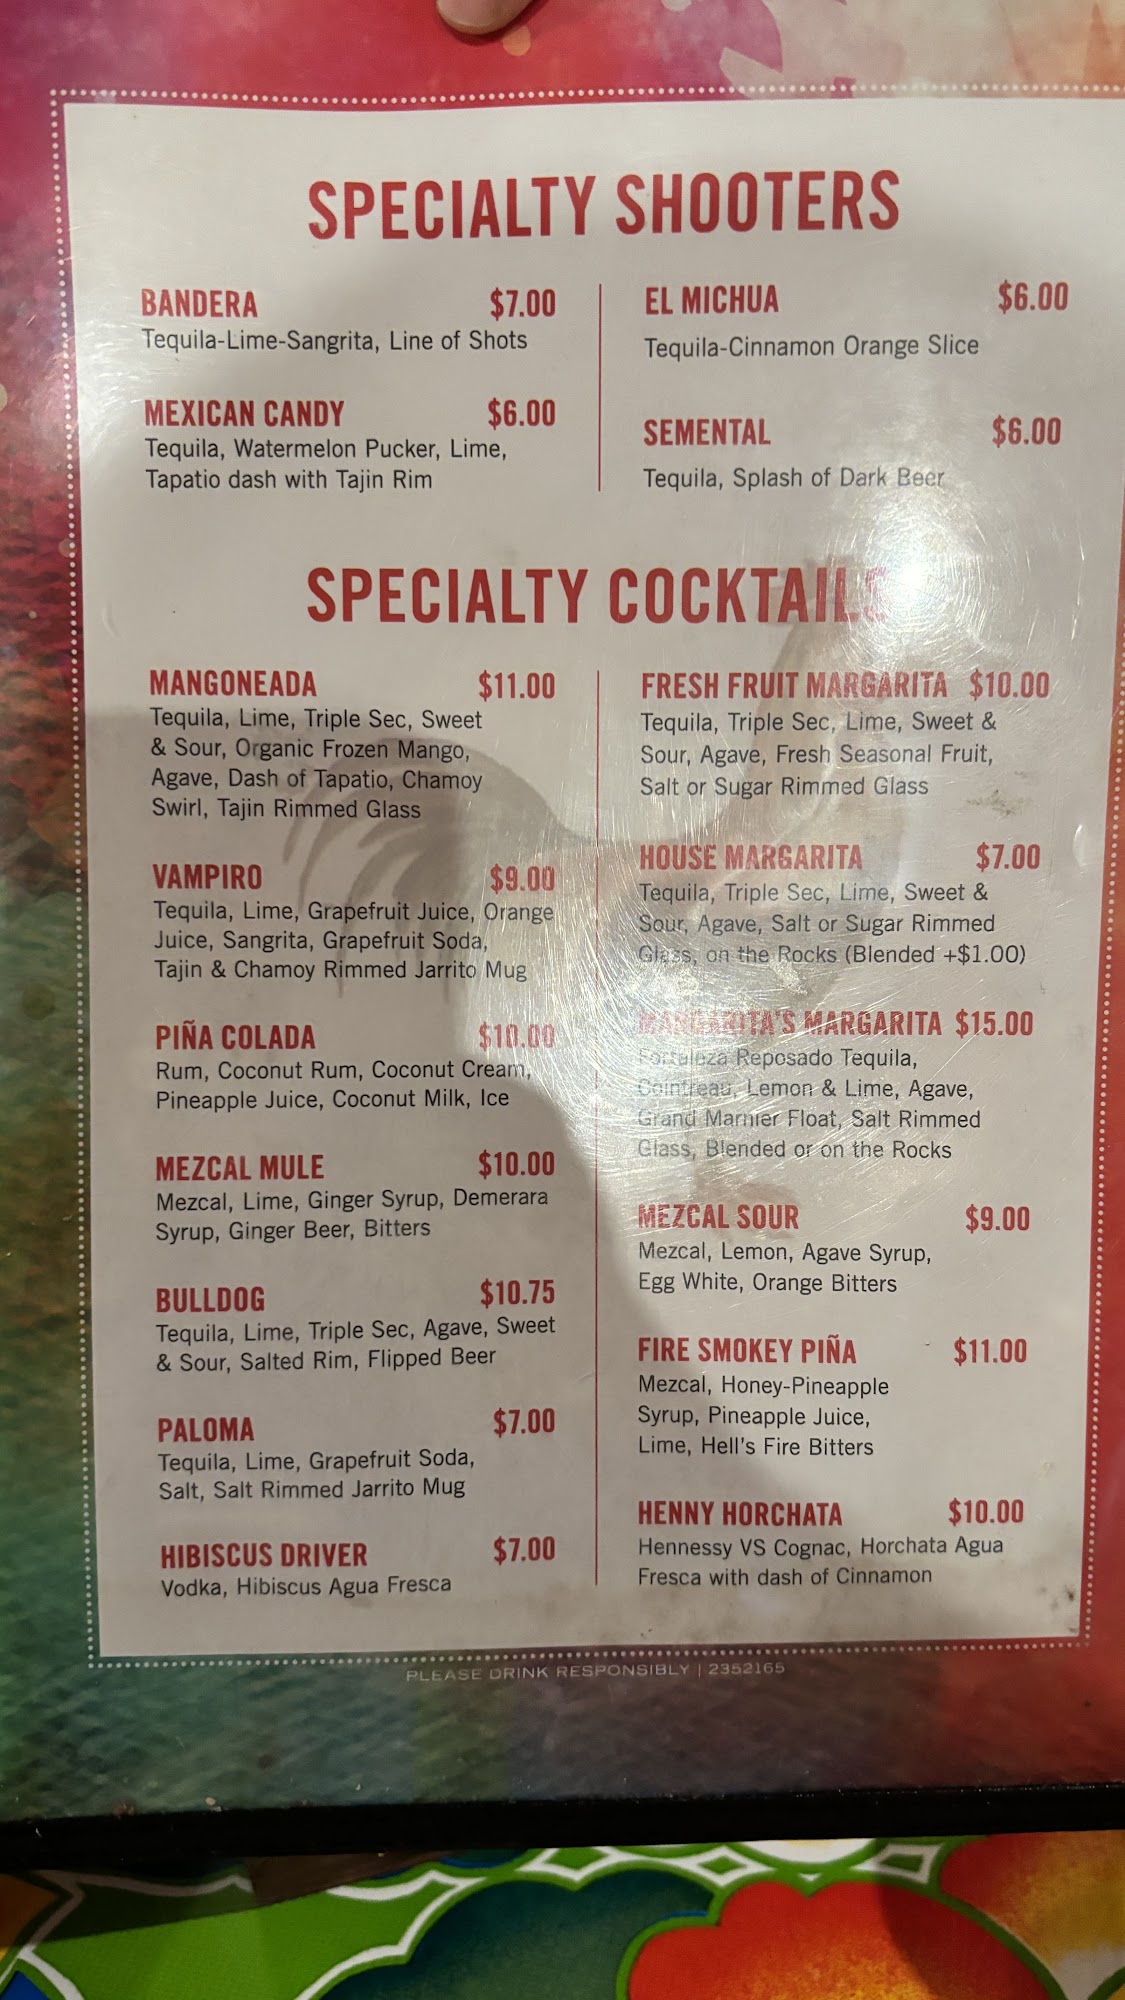 SPECIALTY SHOOTERS
BANDERA $7.00
Tequila-Lime-Sangrita, Line of Shots
MEXICAN CANDY $6.00
Tequila, Watermelon Pucker, Lime,
Tapatio dash with Tajin Rim
EL MICHUA $6.00
Tequila-Cinnamon Orange Slice
SEMENTAL $6.00
Tequila, Splash of Dark Beer
SPECIALTY COCKTAILS
MANGONEADA $11.00
Tequila, Lime, Triple Sec, Sweet
& Sour, Organic Frozen Mango,
Agave, Dash of Tapatio, Chamoy
Swirl, Tajin Rimmed Glass
VAMPIRO $9.00
Tequila, Lime, Grapefruit Juice, Orange
Juice, Sangrita, Grapefruit Soda,
Tajin & Chamoy Rimmed Jarrito Mug
PIÑA COLADA $10.00
Rum, Coconut Rum, Coconut Cream,
Pineapple Juice, Coconut Milk, Ice
MEZCAL MULE $10.00
Mezcal, Lime, Ginger Syrup, Demerara
Syrup, Ginger Beer, Bitters
BULLDOG $10.75
Tequila, Lime, Triple Sec, Agave, Sweet
& Sour, Salted Rim, Flipped Beer
PALOMA $7.00
Tequila, Lime, Grapefruit Soda,
Salt, Salt Rimmed Jarrito Mug
HIBISCUS DRIVER $7.00
Vodka, Hibiscus Agua Fresca
FRESH FRUIT MARGARITA $10.00
Tequila, Triple Sec, Lime, Sweet &
Sour, Agave, Fresh Seasonal Fruit,
Salt or Sugar Rimmed Glass
HOUSE MARGARITA $7.00
Tequila, Triple Sec, Lime, Sweet &
Sour, Agave, Salt or Sugar Rimmed
Glass, on the Rocks (Blended +$1.00)
MARGARITA'S MARGARITA $15.00
Fortaleza Reposado Tequila,
Cointreau, Lemon & Lime, Agave,
Grand Marnier Float, Salt Rimmed
Glass, Blended or on the Rocks
MEZCAL SOUR $9.00
Mezcal, Lemon, Agave Syrup,
Egg White, Orange Bitters
FIRE SMOKEY PIÑA $11.00
Mezcal, Honey-Pineapple
Syrup, Pineapple Juice,
Lime, Hell's Fire Bitters
HENNY HORCHATA $10.00
Hennessy VS Cognac, Horchata Agua
Fresca with dash of Cinnamon
PLEASE DRINK RESPONSIBLY | 2352165